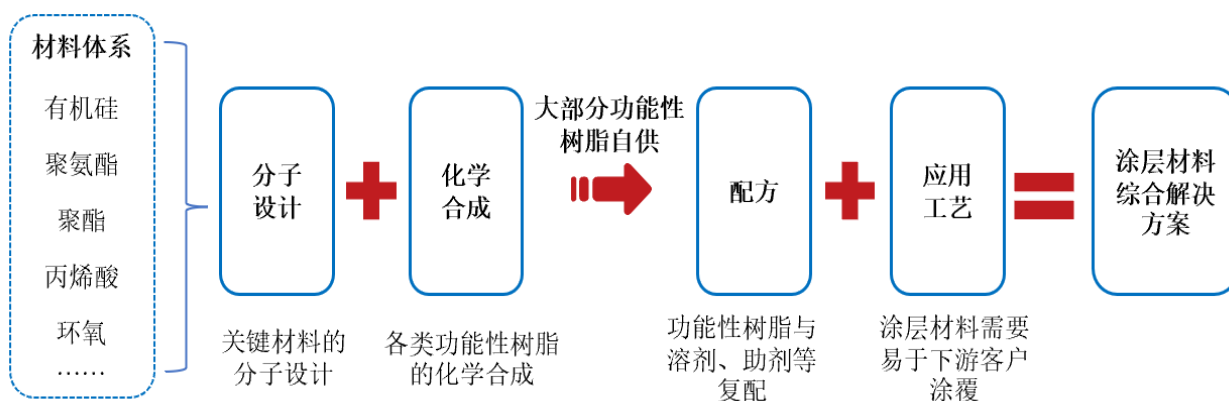 材料体系
有机硅
聚氨酯
聚酯
丙烯酸
环氧
……
分子
设计
关键材料的
分子设计
化学
合成
各类功能性树脂
的化学合成
大部分功能性
树脂自供
配方
功能性树脂与
溶剂、助剂等
复配
应用
工艺
涂层材料需要
易于下游客户
涂覆
涂层材料
综合解决
方案